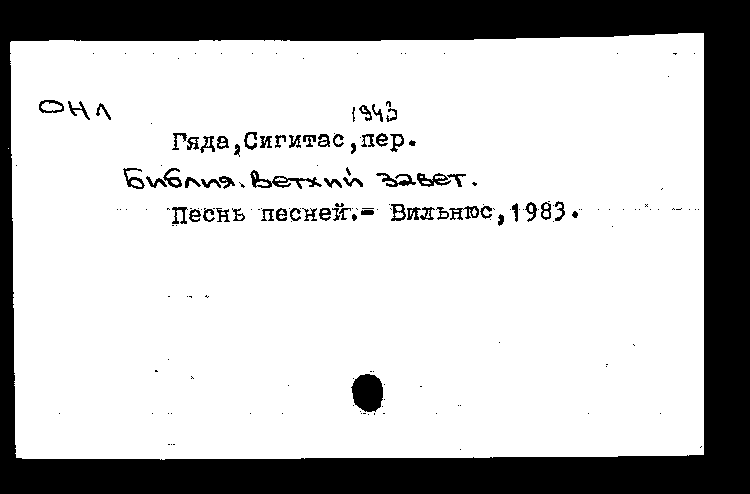 ОНЛ 1943
Гяда,Сигитас,пер.
Библия. Ветхий завет.
Песнь песней.- Вильнюс,1983.